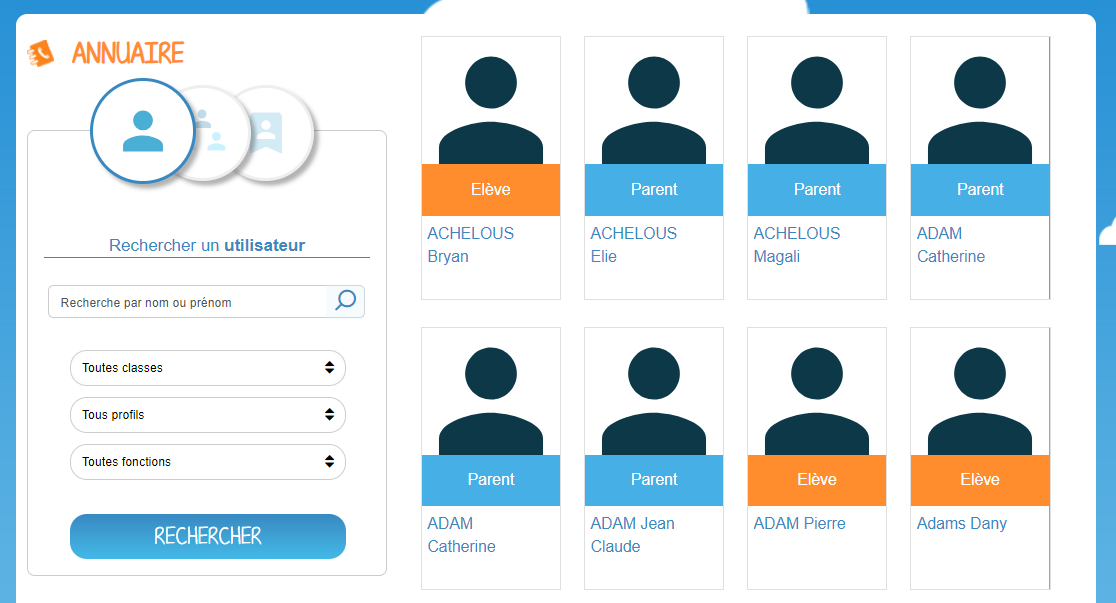 ANNUAIRE
Rechercher un utilisateur
Recherche par nom ou prénom
Toutes classes
Tous profils
Toutes fonctions
RECHERCHER
Elève
ACHELOUS
Bryan
Parent
ACHELOUS
Elie
Parent
ACHELOUS
Magali
Parent
ADAM
Catherine
Parent
ADAM
Catherine
Parent
ADAM Jean
Claude
Elève
ADAM Pierre
Elève
Adams Dany